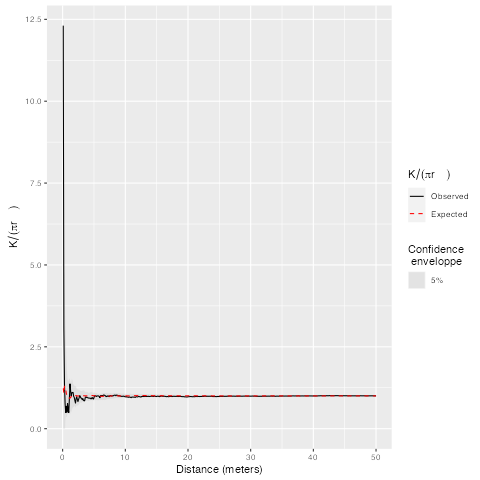 12.5
10.0
7.5
5.0
2.5
0.0
K/(πr )
0
10
20
30
40
50
Distance (meters)
K/(πr )
Observed
Expected
Confidence
enveloppe
5%